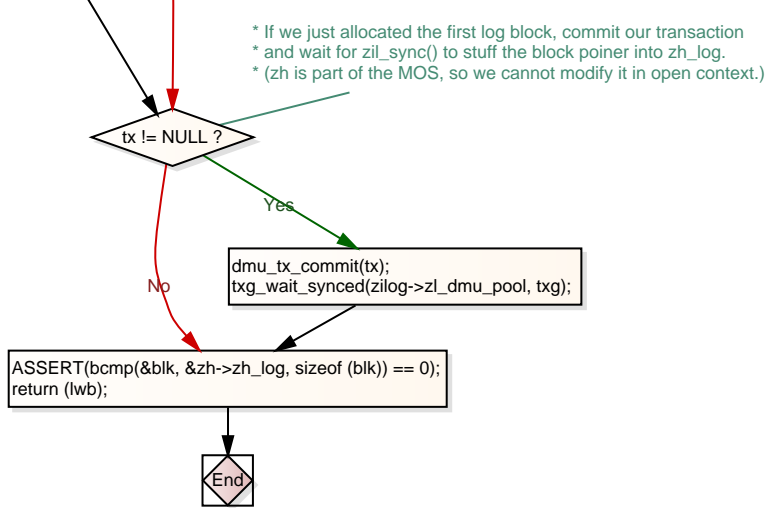 * If we just allocated the first log block, commit our transaction
* and wait for zil_sync() to stuff the block poiner into zh_log.
* (zh is part of the MOS, so we cannot modify it in open context.)
tx != NULL ?
Yes
dmu_tx_commit(tx);
txg_wait_synced(zilog->zl_dmu_pool, txg);
No
ASSERT(bcmp(&blk, &zh->zh_log, sizeof (blk)) == 0);
return (lwb);
End